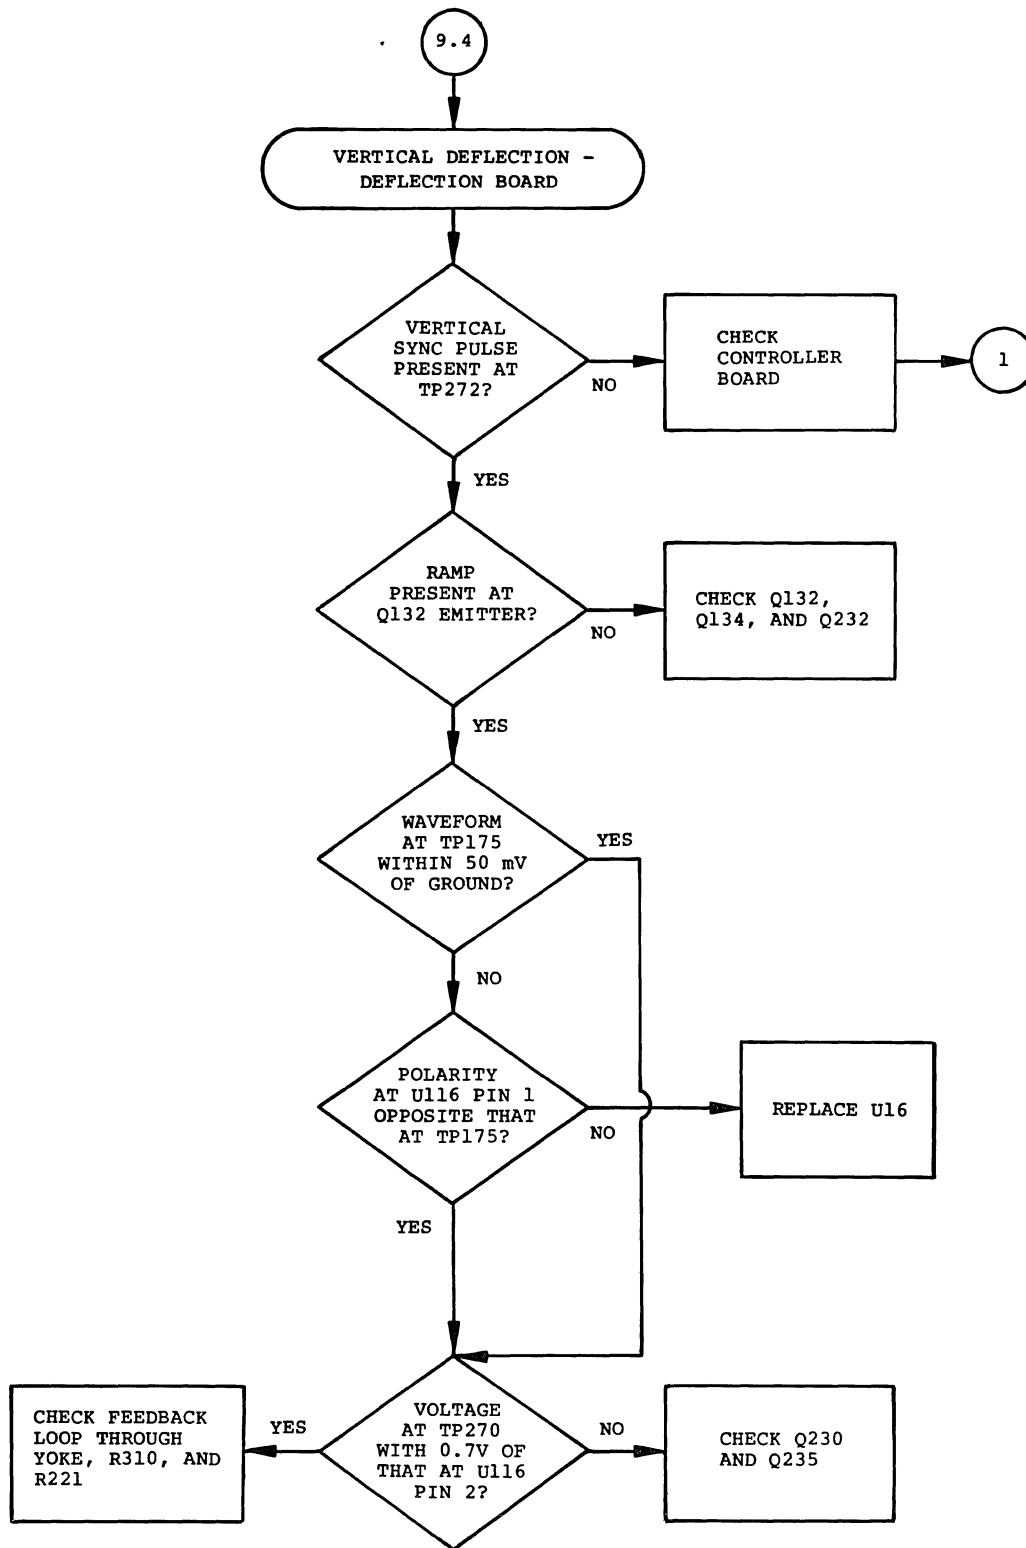 9.4
VERTICAL DEFLECTION -
DEFLECTION BOARD
VERTICAL
SYNC PULSE
PRESENT AT
TP272?
NO
CHECK
CONTROLLER
BOARD
1
YES
RAMP
PRESENT AT
Q132 EMITTER?
NO
CHECK Q132,
Q134, AND Q232
YES
WAVEFORM
AT TP175
WITHIN 50 mV
OF GROUND?
YES
NO
POLARITY
AT U116 PIN 1
OPPOSITE THAT
AT TP175?
NO
REPLACE U16
YES
VOLTAGE
AT TP270
WITH 0.7V OF
THAT AT U116
PIN 2?
YES
CHECK FEEDBACK
LOOP THROUGH
YOKE, R310, AND
R221
NO
CHECK Q230
AND Q235